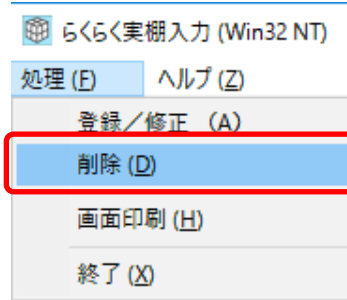 らくらく実棚入力 (Win32 NT)
処理(F) ヘルプ(Z)
登録／修正 （A）
削除(D)
画面印刷(H)
終了(X)